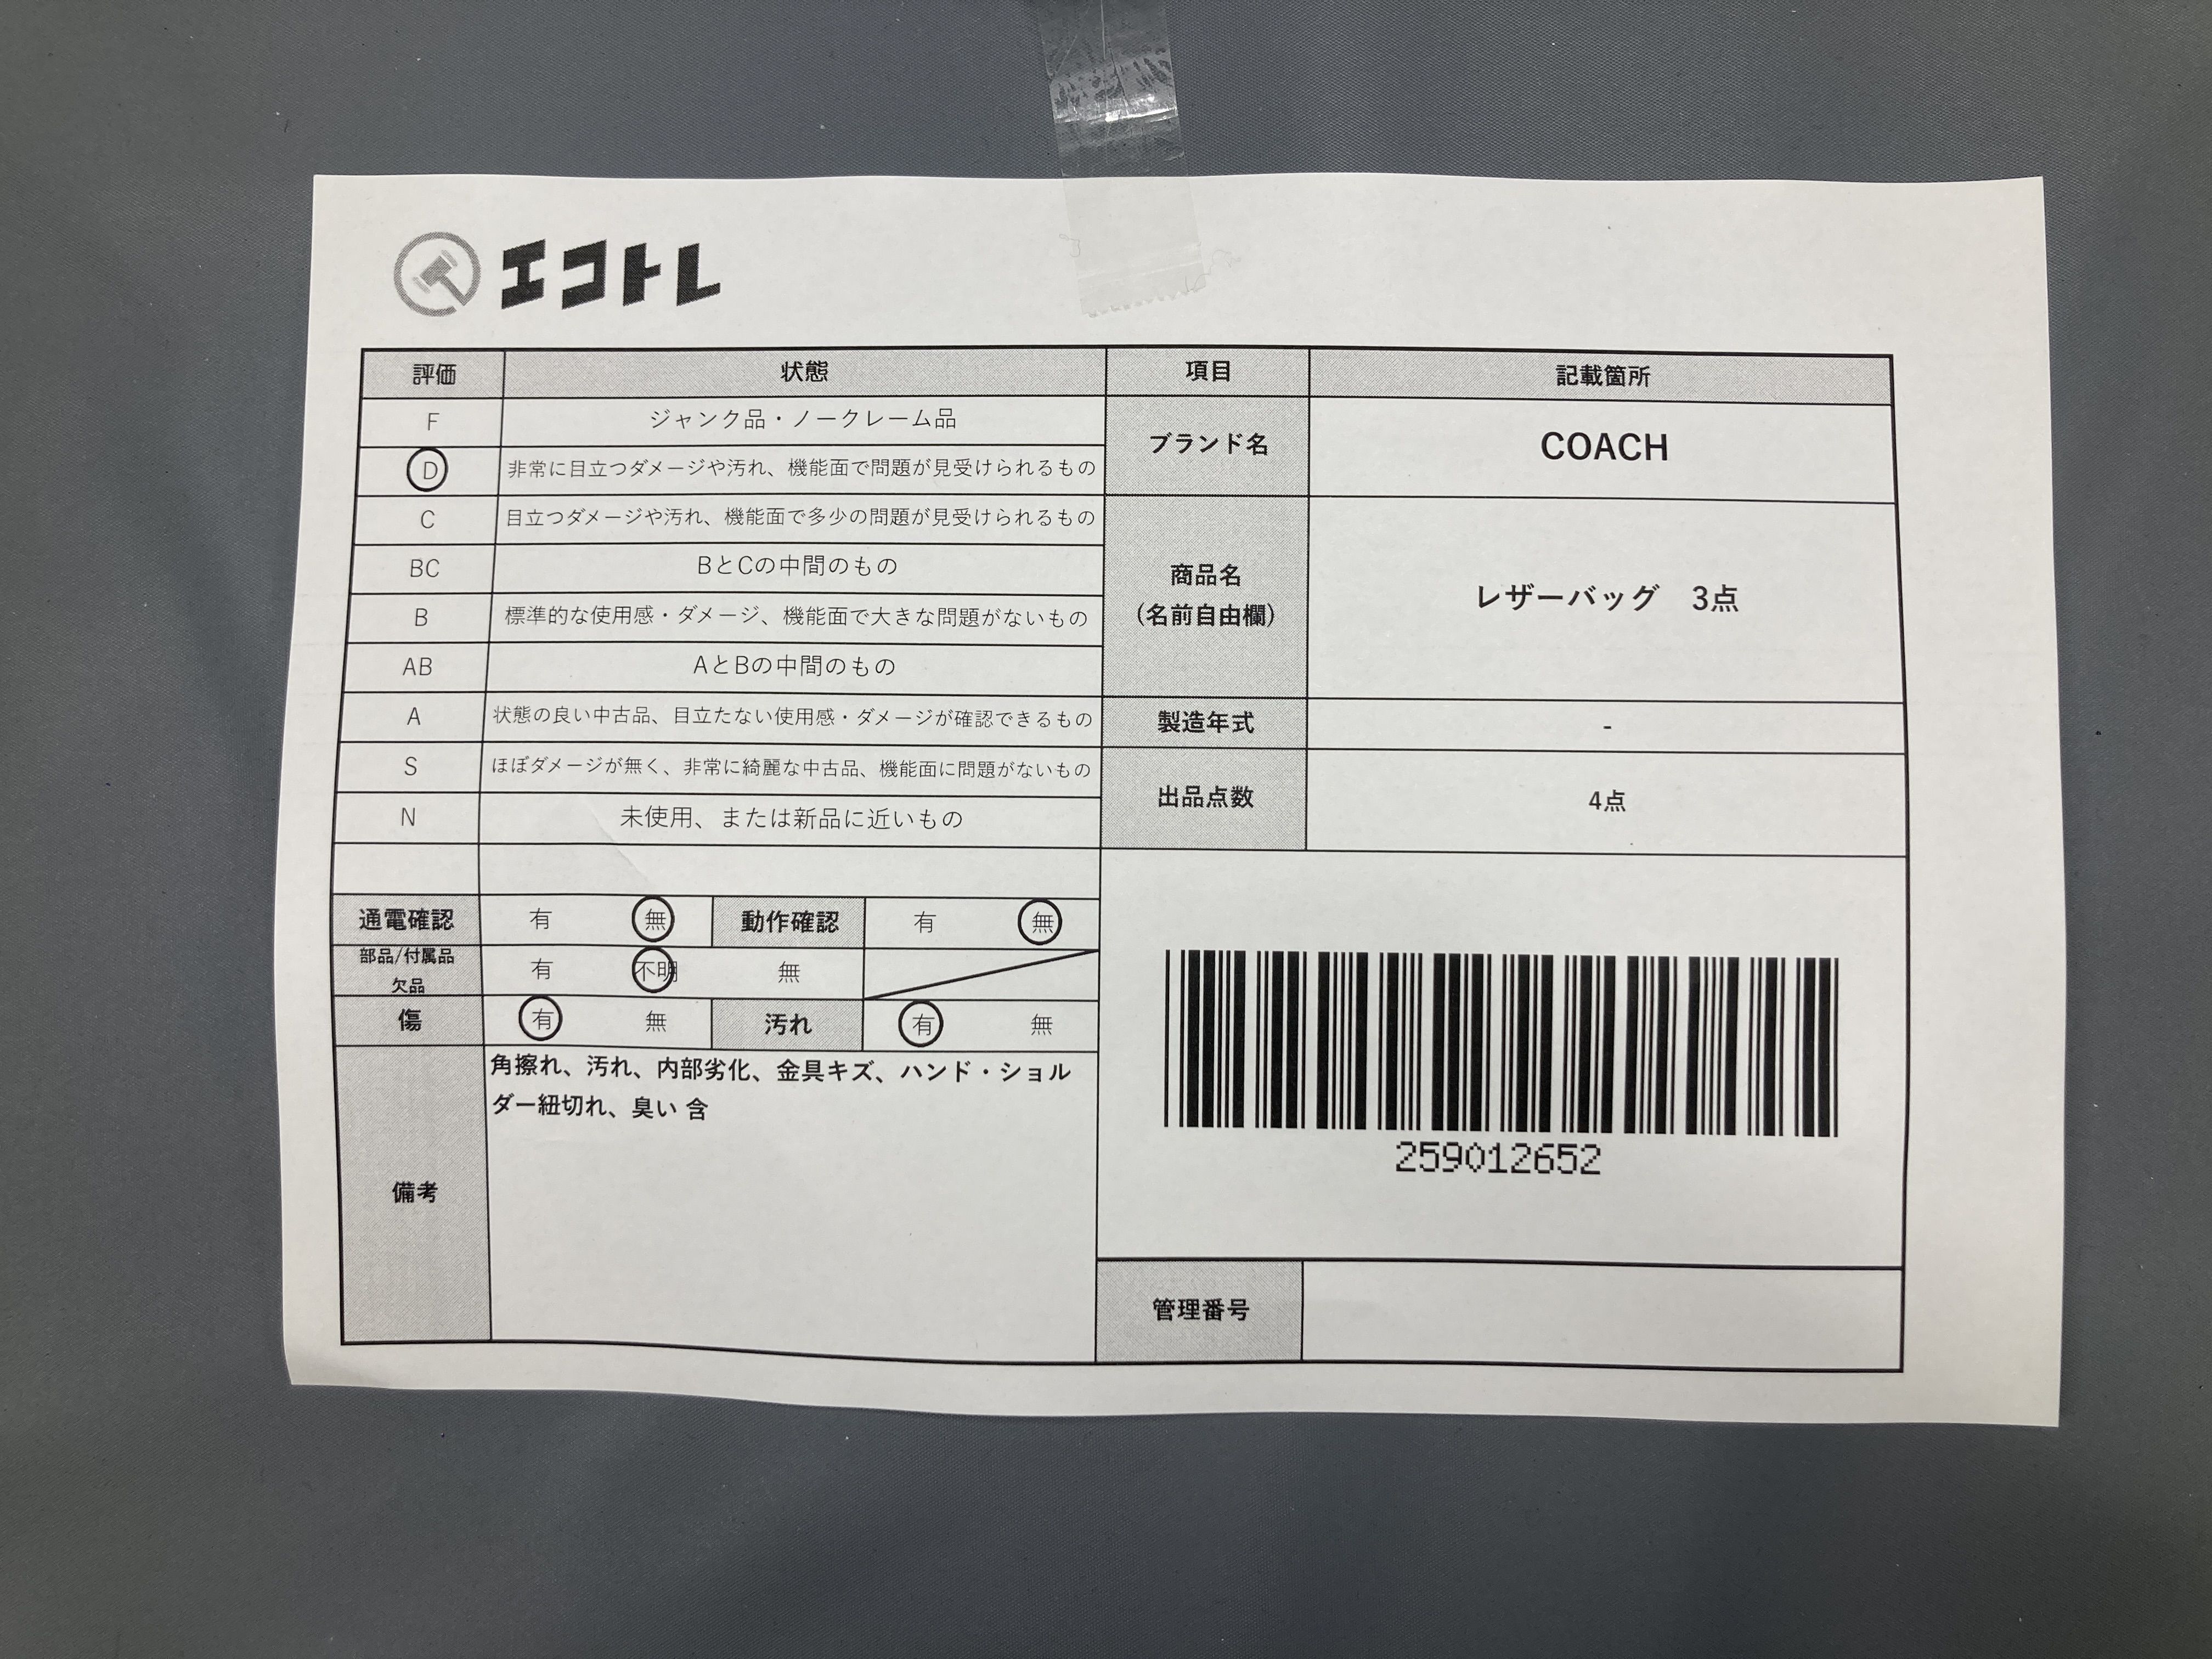 エコトレ
評価 状態 項目 記載箇所
F ジャンク品・ノークレーム品
D 非常に目立つダメージや汚れ、機能面で問題が見受けられるもの
ブランド名 COACH
C 目立つダメージや汚れ、機能面で多少の問題が見受けられるもの
BC BとCの中間のもの
B 標準的な使用感・ダメージ、機能面で大きな問題がないもの
AB AとBの中間のもの
商品名
(名前自由欄)
レザーバッグ 3点
A 状態の良い中古品、目立たない使用感・ダメージが確認できるもの
製造年式 -
S ほぼダメージが無く、非常に綺麗な中古品、機能面に問題がないもの
N 未使用、または新品に近いもの
出品点数 4点
通電確認 有 無 動作確認 有 無
部品/付属品
欠品
有 不明 無
傷 有 無 汚れ 有 無
備考
角擦れ、汚れ、内部劣化、金具キズ、ハンド・ショル
ダー紐切れ、臭い 含
259012652
管理番号